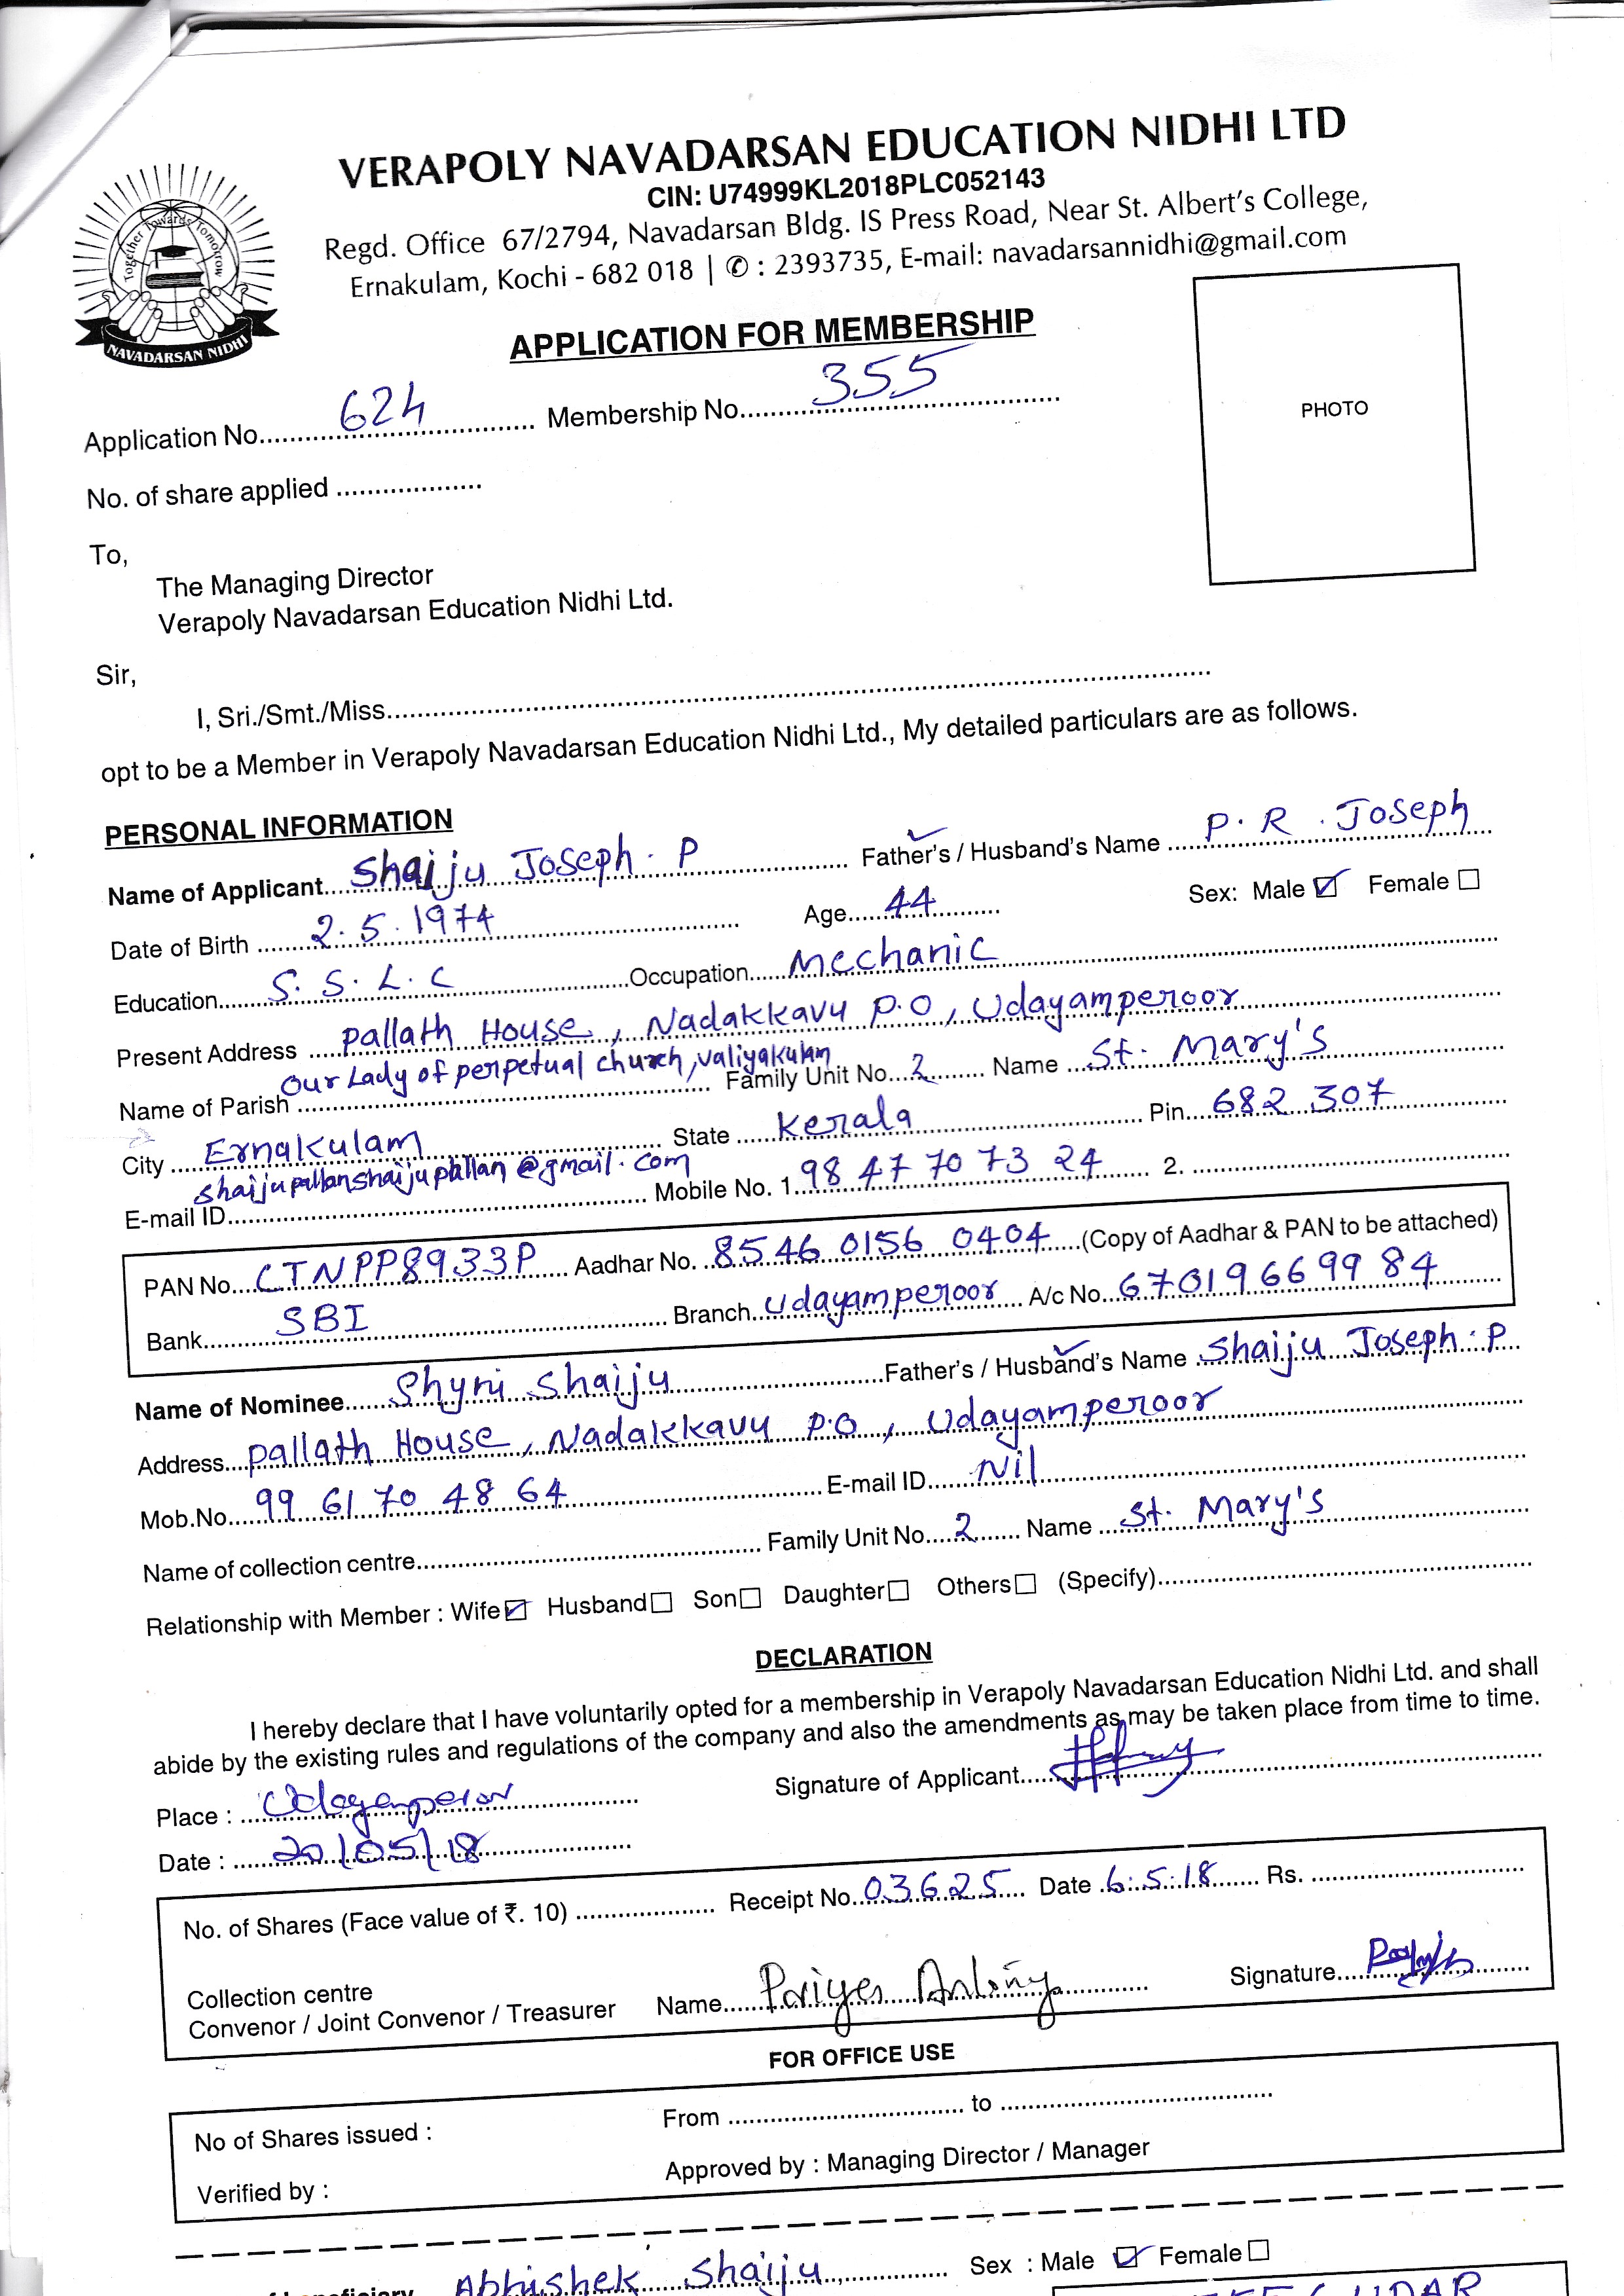 VERAPOLY NAVADARSAN EDUCATION NIDHI LTD
CIN: U74999KL2018PLC052143
Regd. Office 67/2794, Navadarsan Bldg. IS Press Road, Near St. Albert's College,
Ernakulam, Kochi - 682 018 | ✆ : 2393735, E-mail: navadarsannidhi@gmail.com
Together Towards Tomorrow
NAVADARSAN NIDHI
APPLICATION FOR MEMBERSHIP
Application No. 624 Membership No. 355
PHOTO
No. of share applied
To,
The Managing Director
Verapoly Navadarsan Education Nidhi Ltd.
Sir,
I, Sri./Smt./Miss.
opt to be a Member in Verapoly Navadarsan Education Nidhi Ltd., My detailed particulars are as follows.
PERSONAL INFORMATION
Name of Applicant Shaiju Joseph. P Father's / Husband's Name P. R. Joseph
Date of Birth 2.5.1974 Age 44 Sex: Male ☑ Female ☐
Education S.S.L.C Occupation Mechanic
Present Address Pallath House, Nadakkavu P.O, Udayamperoor
Name of Parish Our Lady of perpetual church, valiyakulam Family Unit No. 2 Name St. Mary's
City Ernakulam State Kerala Pin 682 307
E-mail ID shaijupallanshaijupallan@gmail.com Mobile No. 1. 98 47 70 73 24 2.
PAN No. CTNPP8933P Aadhar No. 8546 0156 0404 (Copy of Aadhar & PAN to be attached)
Bank SBI Branch Udayamperoor A/c No. 67019669984
Name of Nominee Shyni Shaiju Father's / Husband's Name Shaiju Joseph. P
Address Pallath House, Nadakkavu P.O, Udayamperoor
Mob.No. 99 61 70 48 64 E-mail ID Nil
Name of collection centre Family Unit No. 2 Name St. Mary's
Relationship with Member : Wife ☑ Husband ☐ Son ☐ Daughter ☐ Others ☐ (Specify)
DECLARATION
I hereby declare that I have voluntarily opted for a membership in Verapoly Navadarsan Education Nidhi Ltd. and shall
abide by the existing rules and regulations of the company and also the amendments as may be taken place from time to time.
Place : Udayamperoor Signature of Applicant
Date : 20/05/18
No. of Shares (Face value of ₹. 10) Receipt No. 03625 Date 6.5.18 Rs.
Collection centre
Convenor / Joint Convenor / Treasurer Name Antony Signature
FOR OFFICE USE
No of Shares issued : From to
Verified by : Approved by : Managing Director / Manager
Abhishek Shaiju Sex : Male ☑ Female ☐